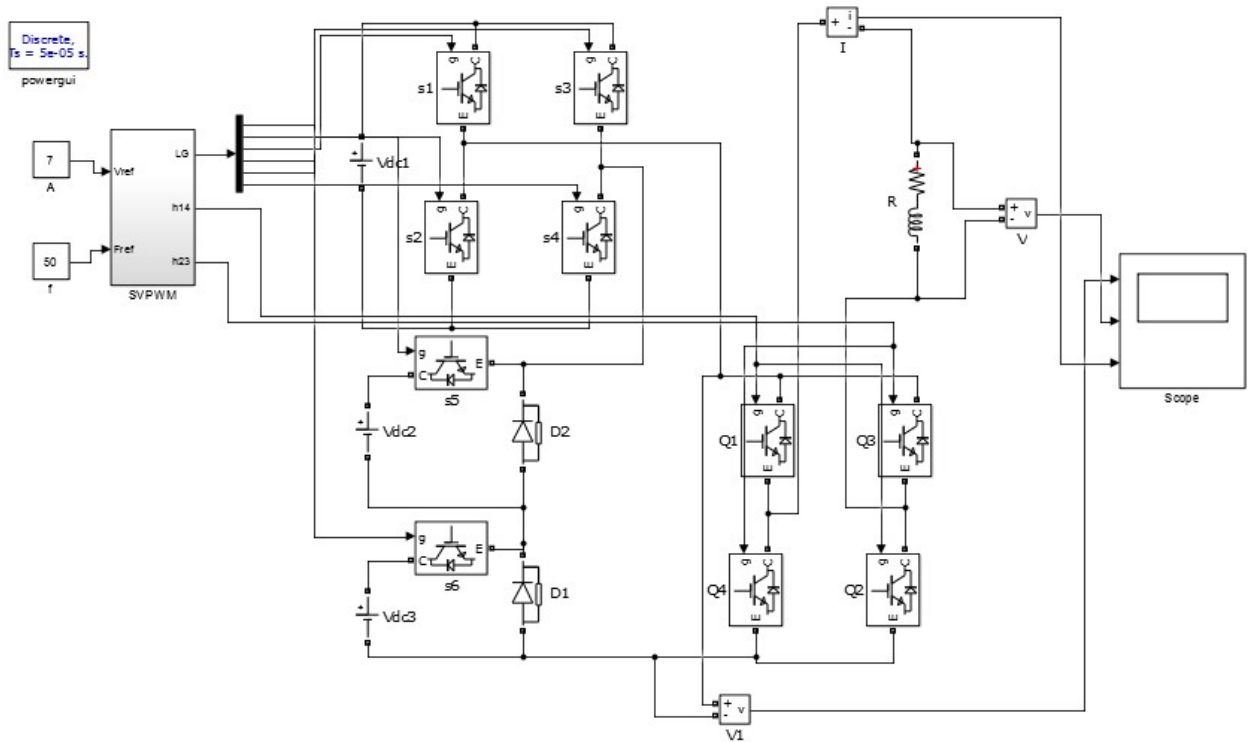 Discrete,
Ts = 5e-05 s.
powergui
7
A
50
f
Vref
Fref
LG
h14
h23
SVPWM
g
C
E
s1
g
C
E
s3
+
Vdc1
g
C
E
s2
g
C
E
s4
+
i
-
I
R
+
-
v
V
Scope
g
C
E
s5
+
Vdc2
D2
g
C
E
s6
+
Vdc3
D1
g
C
E
Q1
g
C
E
Q3
g
C
E
Q4
g
C
E
Q2
+
-
v
V1